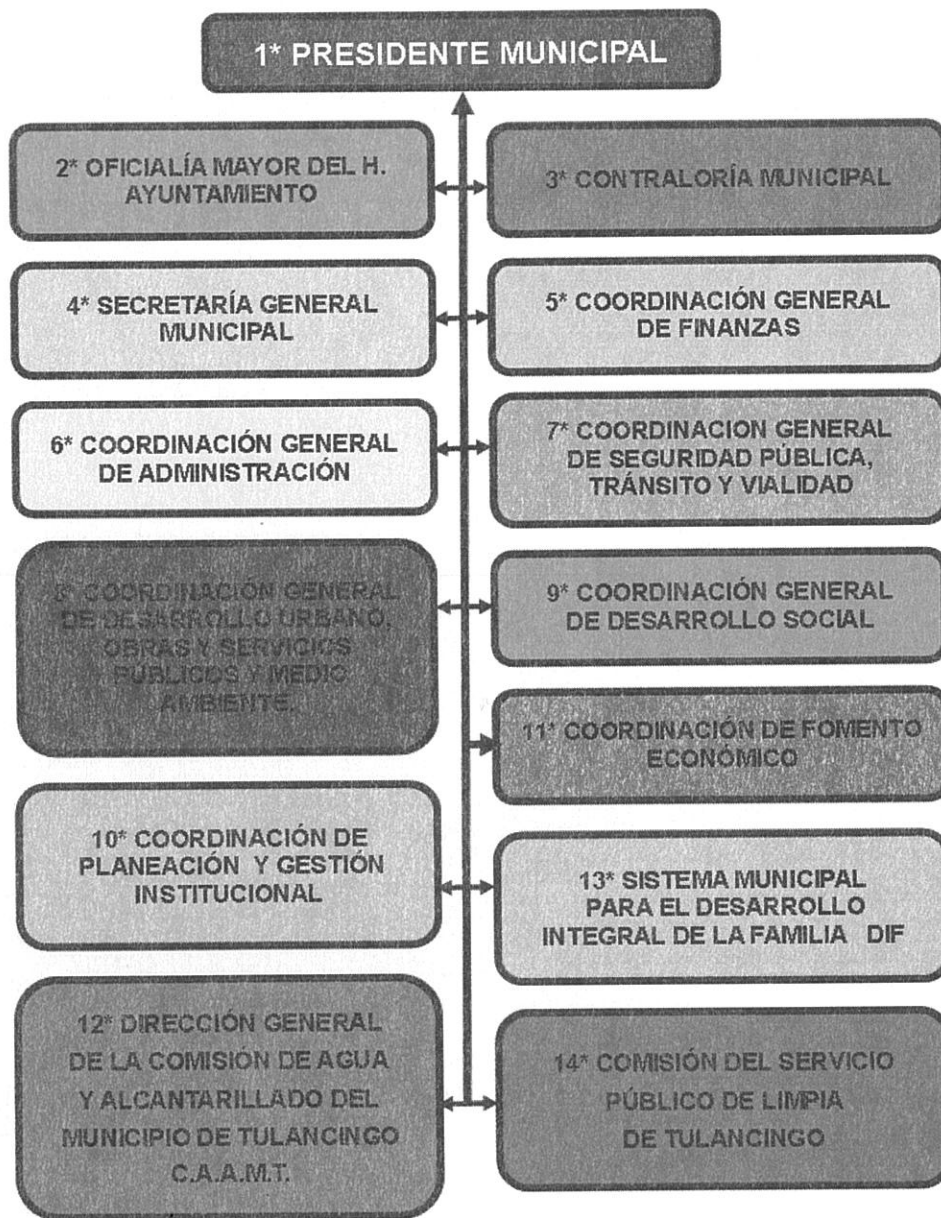 1* PRESIDENTE MUNICIPAL
2* OFICIALÍA MAYOR DEL H.
AYUNTAMIENTO
3* CONTRALORÍA MUNICIPAL
4* SECRETARÍA GENERAL
MUNICIPAL
5* COORDINACIÓN GENERAL
DE FINANZAS
6* COORDINACIÓN GENERAL
DE ADMINISTRACIÓN
7* COORDINACION GENERAL
DE SEGURIDAD PÚBLICA,
TRÁNSITO Y VIALIDAD
8* COORDINACIÓN GENERAL
DE DESARROLLO URBANO,
OBRAS Y SERVICIOS
PÚBLICOS Y MEDIO
AMBIENTE.
9* COORDINACIÓN GENERAL
DE DESARROLLO SOCIAL
11* COORDINACIÓN DE FOMENTO
ECONÓMICO
10* COORDINACIÓN DE
PLANEACIÓN Y GESTIÓN
INSTITUCIONAL
13* SISTEMA MUNICIPAL
PARA EL DESARROLLO
INTEGRAL DE LA FAMILIA DIF
12* DIRECCIÓN GENERAL
DE LA COMISIÓN DE AGUA
Y ALCANTARILLADO DEL
MUNICIPIO DE TULANCINGO
C.A.A.M.T.
14* COMISIÓN DEL SERVICIO
PÚBLICO DE LIMPIA
DE TULANCINGO